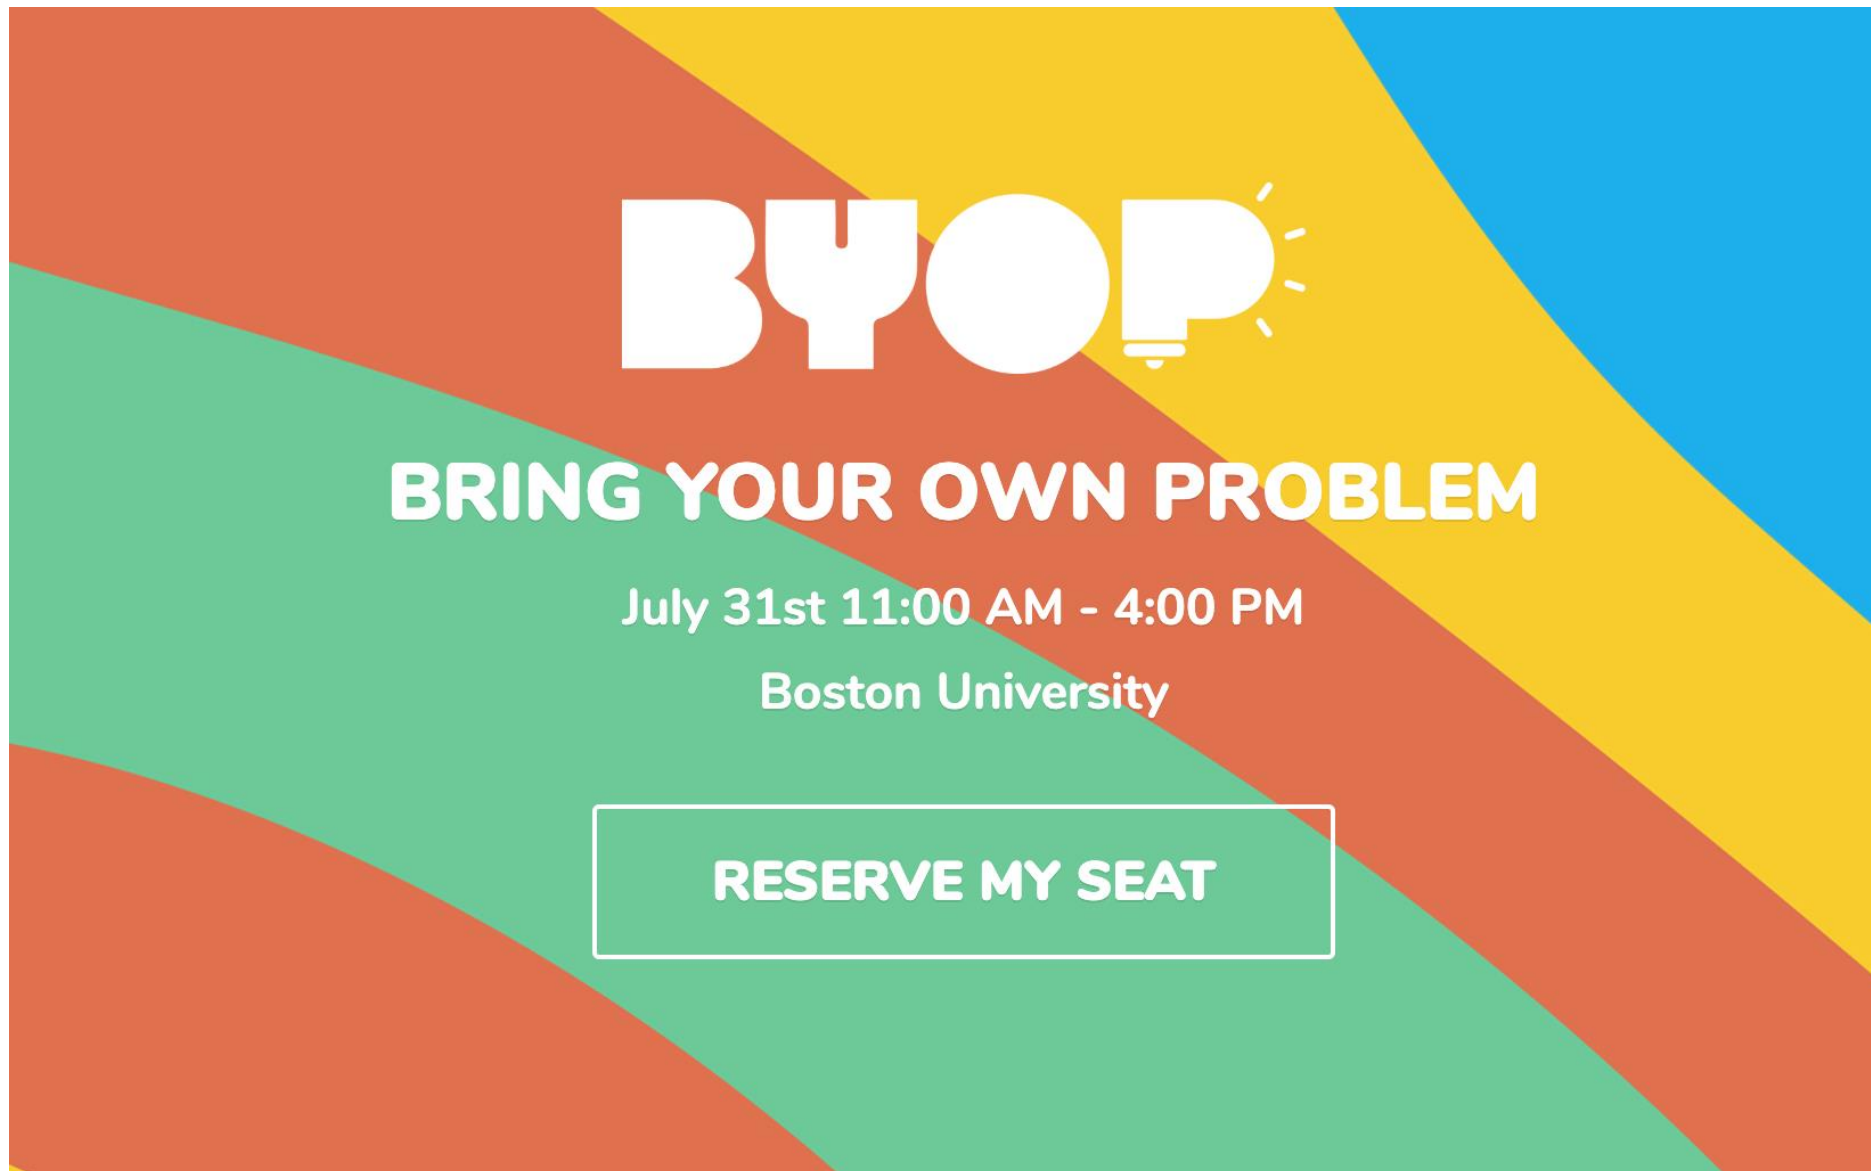 BYOP
BRING YOUR OWN PROBLEM
July 31st 11:00 AM - 4:00 PM
Boston University
RESERVE MY SEAT